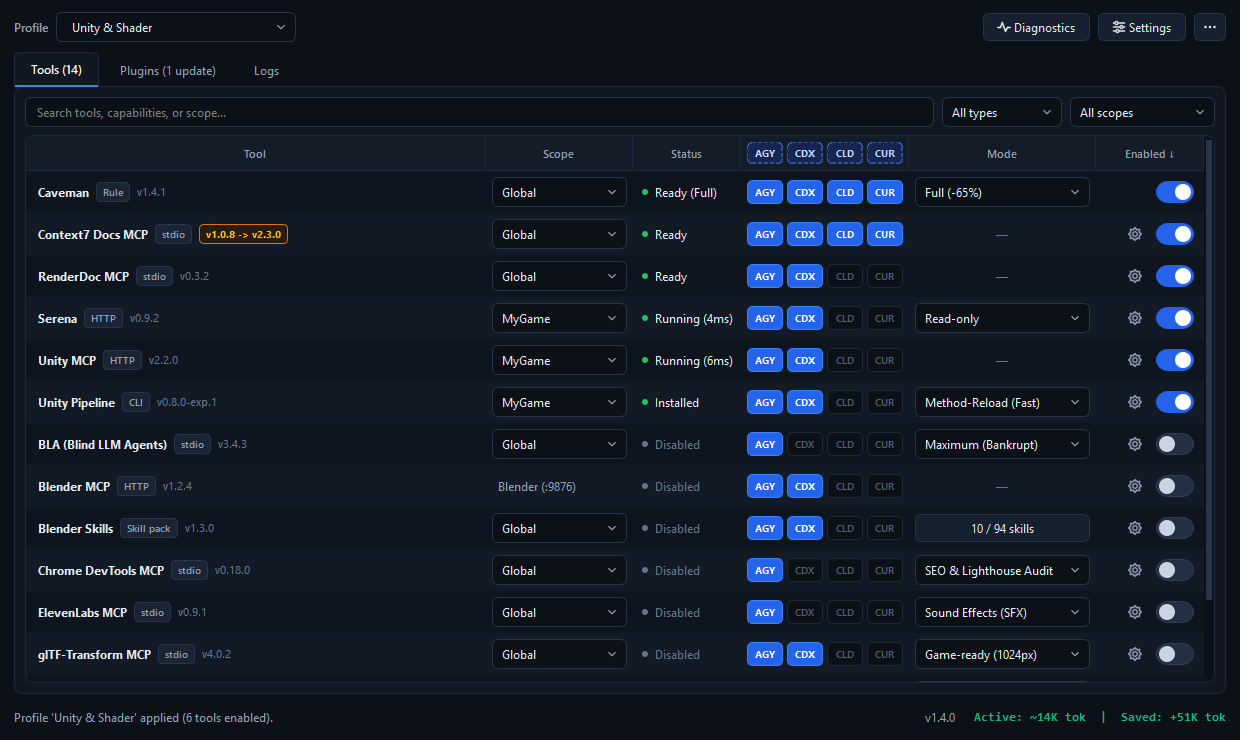 Profile Unity & Shader Diagnostics Settings ...
Tools (14) Plugins (1 update) Logs
Search tools, capabilities, or scope... All types All scopes
Tool Scope Status AGY CDX CLD CUR Mode Enabled ↓
Caveman Rule v1.4.1 Global Ready (Full) AGY CDX CLD CUR Full (-65%)
Context7 Docs MCP stdio v1.0.8 -> v2.3.0 Global Ready AGY CDX CLD CUR —
RenderDoc MCP stdio v0.3.2 Global Ready AGY CDX CLD CUR —
Serena HTTP v0.9.2 MyGame Running (4ms) AGY CDX CLD CUR Read-only
Unity MCP HTTP v2.2.0 MyGame Running (6ms) AGY CDX CLD CUR —
Unity Pipeline CLI v0.8.0-exp.1 MyGame Installed AGY CDX CLD CUR Method-Reload (Fast)
BLA (Blind LLM Agents) stdio v3.4.3 Global Disabled AGY CDX CLD CUR Maximum (Bankrupt)
Blender MCP HTTP v1.2.4 Blender (:9876) Disabled AGY CDX CLD CUR —
Blender Skills Skill pack v1.3.0 Global Disabled AGY CDX CLD CUR 10 / 94 skills
Chrome DevTools MCP stdio v0.18.0 Global Disabled AGY CDX CLD CUR SEO & Lighthouse Audit
ElevenLabs MCP stdio v0.9.1 Global Disabled AGY CDX CLD CUR Sound Effects (SFX)
glTF-Transform MCP stdio v4.0.2 Global Disabled AGY CDX CLD CUR Game-ready (1024px)
Profile 'Unity & Shader' applied (6 tools enabled). v1.4.0 Active: ~14K tok | Saved: +51K tok